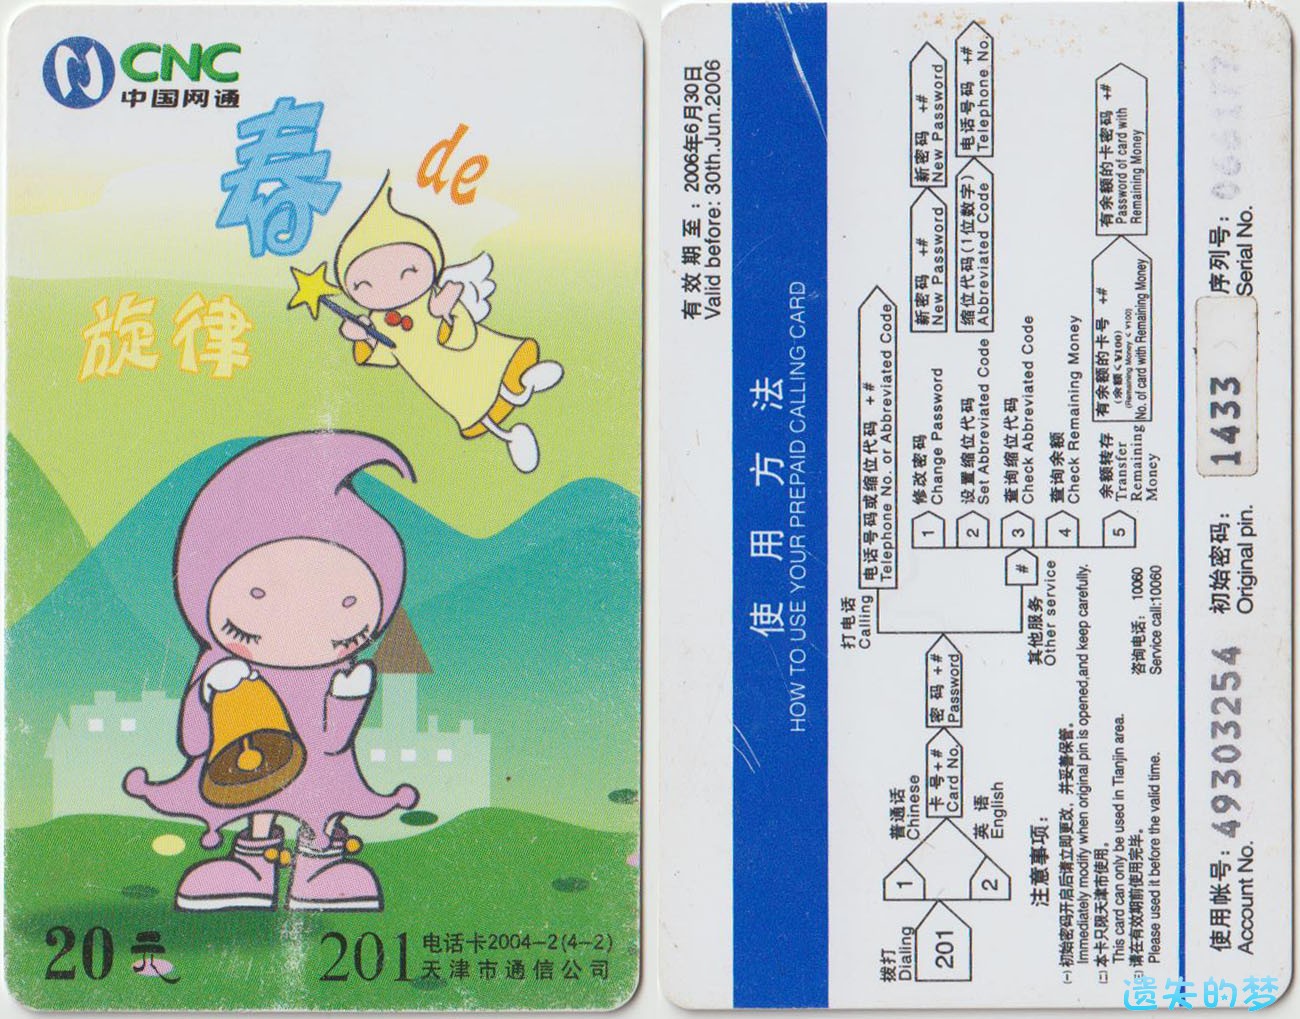 CNC
中国网通
春
de
旋律
20元
201
电话卡2004-2(4-2)
天津市通信公司
有效期至：2006年6月30日
Valid before: 30th.Jun.2006
使用方法
HOW TO USE YOUR PREPAID CALLING CARD
拨打
Dialing
201
1
普通话
Chinese
2
英语
English
卡号+#
Card No.
密码+#
Password
打电话
Calling
电话号码或缩位代码 +#
Telephone No. or Abbreviated Code
#
其他服务
Other service
1
修改密码
Change Password
新密码 +#
New Password
新密码 +#
New Password
2
设置缩位代码
Set Abbreviated Code
缩位代码(1位数字)
Abbreviated Code
电话号码 +#
Telephone No.
3
查询缩位代码
Check Abbreviated Code
4
查询余额
Check Remaining Money
5
余额转存
Transfer
Remaining
Money
有余额的卡号 +#
(余额<¥100)
(Remaining Money < ¥100)
No. of card with Remaining Money
有余额的卡密码 +#
Password of card with
Remaining Money
注意事项：
(一)初始密码开启后请立即更改，并妥善保管。
Immediately modify when original pin is opened,and keep carefully.
(二)本卡只限天津市使用。
This card can only be used in Tianjin area.
(三)请在有效期前使用完毕。
Please used it before the valid time.
咨询电话：10060
Service call:10060
使用帐号：49303254
Account No.
初始密码：1433
Original pin.
序列号：
Serial No.
遗失的梦